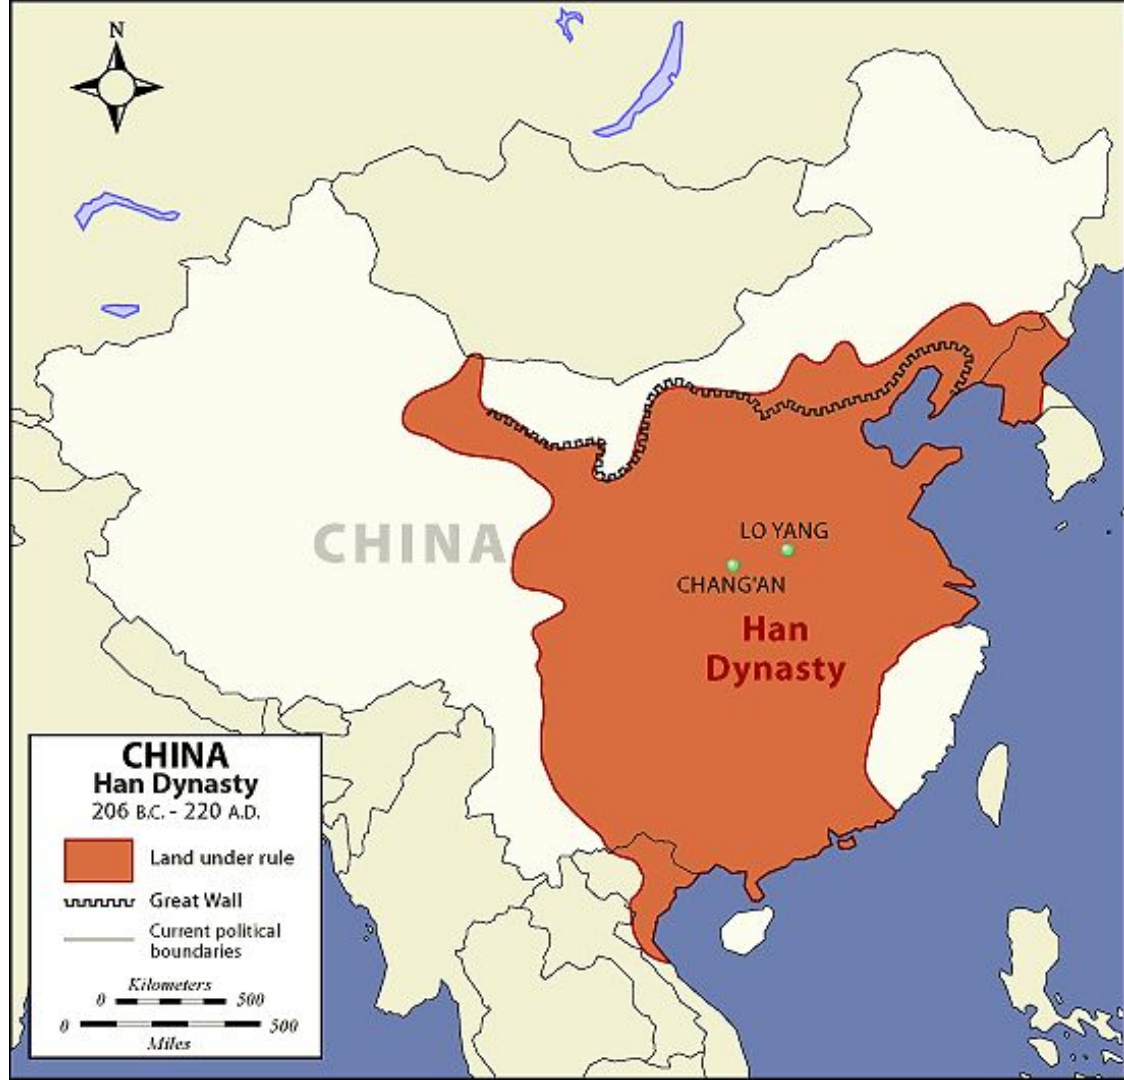 N
LO YANG
CHINA
CHANG'AN
Han
Dynasty
CHINA
Han Dynasty
206 B.C. - 220 A.D.
Land under rule
Great Wall
Current political
boundaries
Kilometers
0 500
0 500
Miles